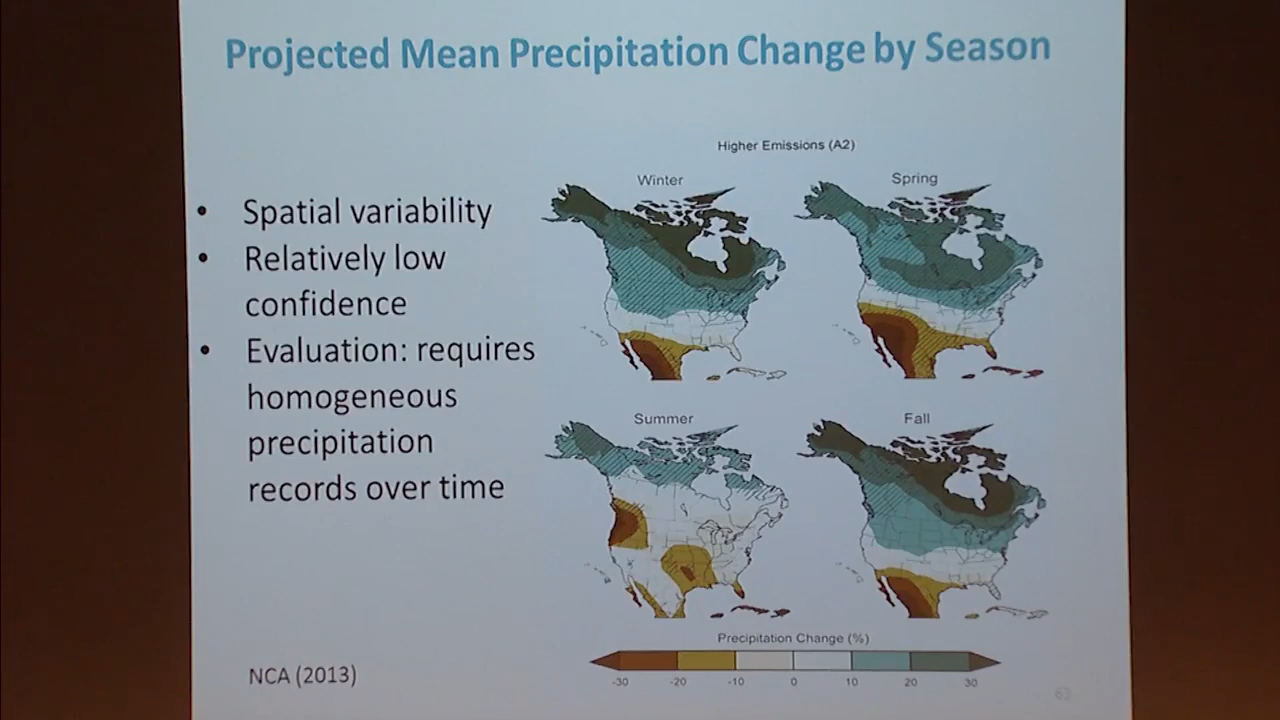 Projected Mean Precipitation Change by Season
• Spatial variability
• Relatively low
confidence
• Evaluation: requires
homogeneous
precipitation
records over time
NCA (2013)
Higher Emissions (A2)
Winter
Spring
Summer
Fall
Precipitation Change (%)
-30 -20 -10 0 10 20 30
63